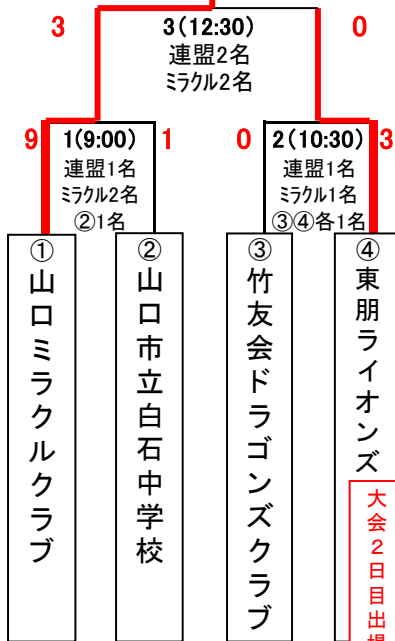 3
3(12:30)
0
連盟2名
ミラクル2名
9
1(9:00)
1
連盟1名
ミラクル2名
②1名
0
2(10:30)
3
連盟1名
ミラクル1名
③④各1名
①山口ミラクルクラブ
②山口市立白石中学校
③竹友会ドラゴンズクラブ
④東朋ライオンズ
大会2日目出場